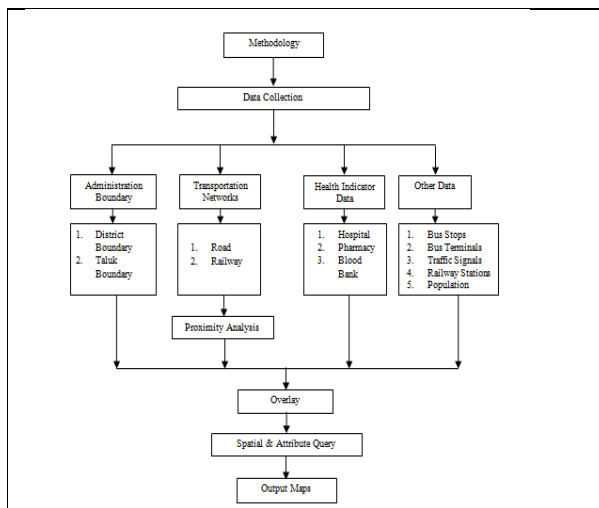 Methodology
Data Collection
Administration
Boundary
Transportation
Networks
Health Indicator
Data
Other Data
1. District
Boundary
2. Taluk
Boundary
1. Road
2. Railway
1. Hospital
2. Pharmacy
3. Blood
Bank
1. Bus Stops
2. Bus Terminals
3. Traffic Signals
4. Railway Stations
5. Population
Proximity Analysis
Overlay
Spatial & Attribute Query
Output Maps